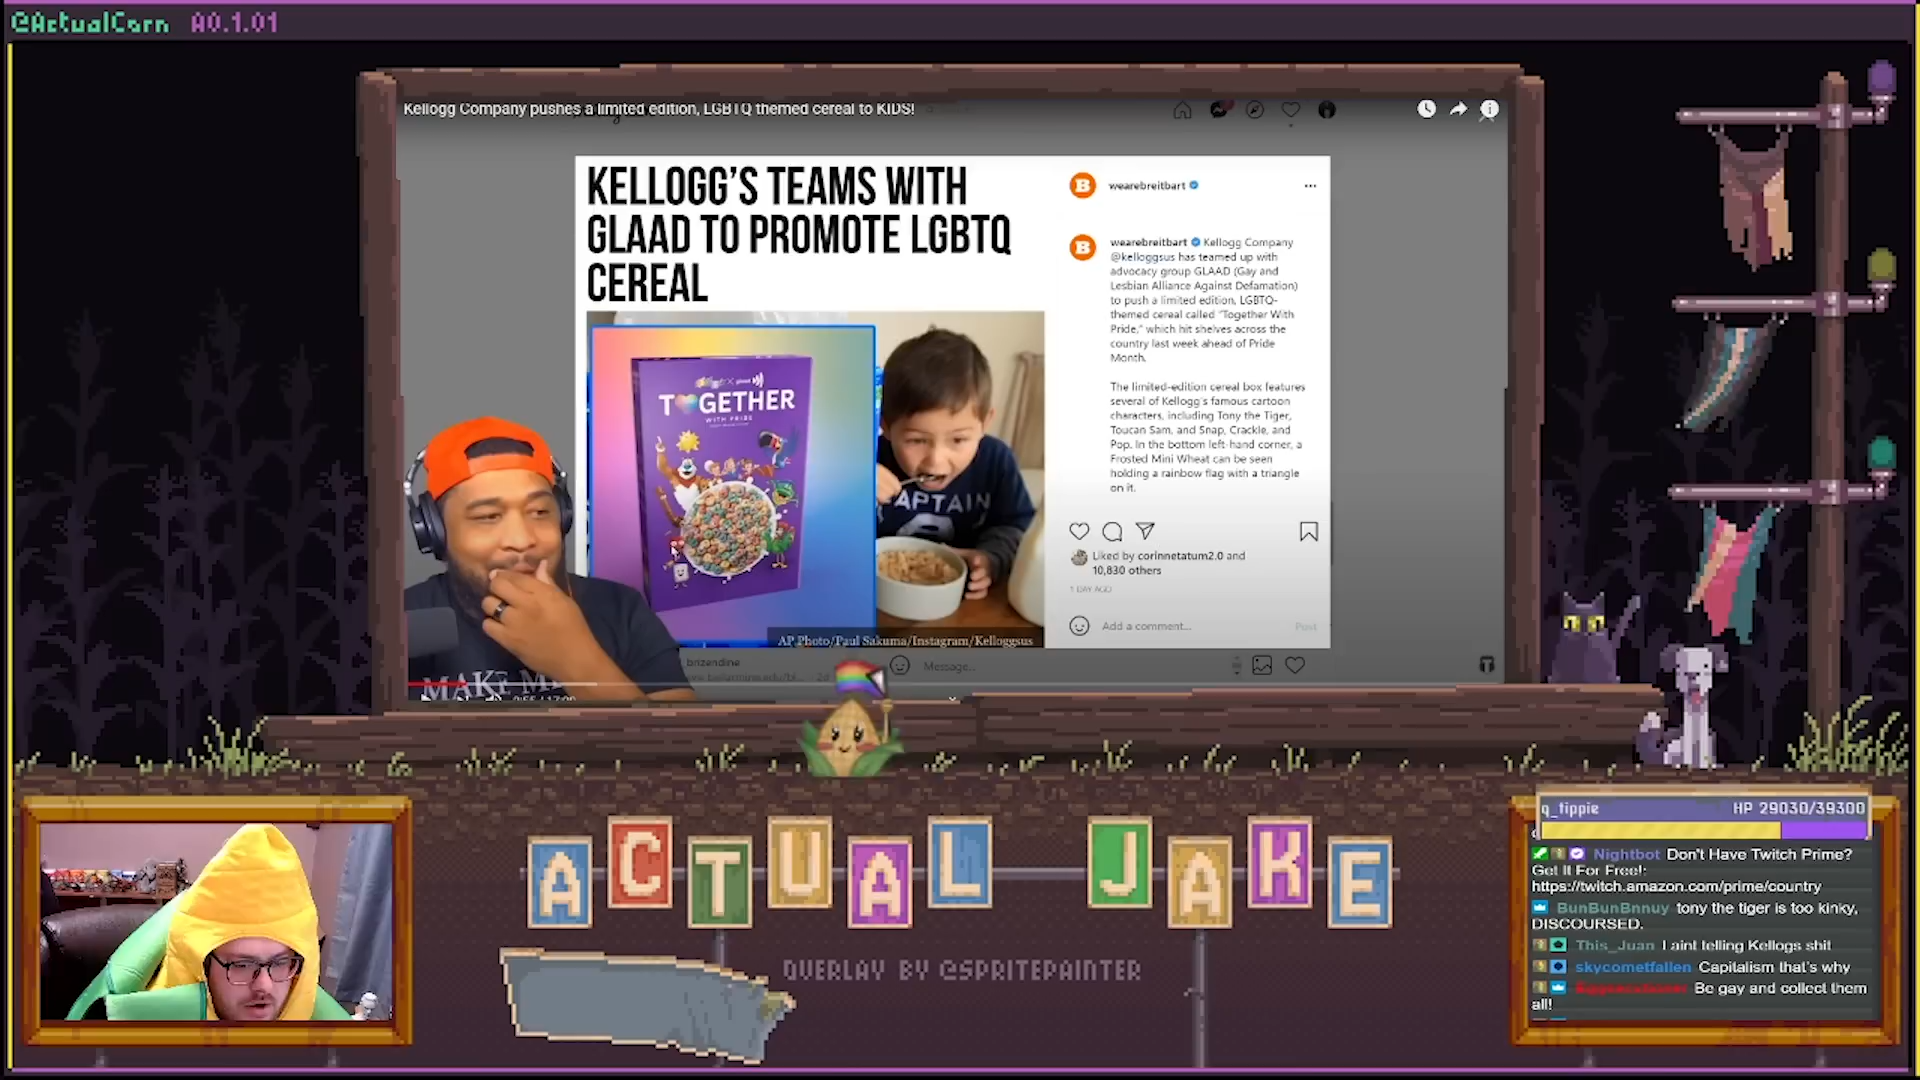 @ActualCorn A0.1.01
Kellogg Company pushes a limited edition, LGBTQ themed cereal to KIDS!
KELLOGG'S TEAMS WITH
GLAAD TO PROMOTE LGBTQ
CEREAL
TOGETHER
WITH PRIDE
CAPTAIN
AP Photo/Paul Sakuma/Instagram/Kelloggsus
wearebreitbart
wearebreitbart Kellogg Company
@kelloggsus has teamed up with
advocacy group GLAAD (Gay and
Lesbian Alliance Against Defamation)
to push a limited edition, LGBTQ-
themed cereal called "Together With
Pride," which hit shelves across the
country last week ahead of Pride
Month.
The limited-edition cereal box features
several of Kellogg's famous cartoon
characters, including Tony the Tiger,
Toucan Sam, and Snap, Crackle, and
Pop. In the bottom left-hand corner, a
Frosted Mini Wheat can be seen
holding a rainbow flag with a triangle
on it.
Liked by corinnetatum2.0 and
10,830 others
1 DAY AGO
Add a comment...
Post
brizendine
Message...
MAKE
ACTUAL JAKE
OVERLAY BY @SPRITEPAINTER
q_tippie HP 29030/39300
Nightbot Don't Have Twitch Prime?
Get It For Free!:
https://twitch.amazon.com/prime/country
BunBunBnnuy tony the tiger is too kinky,
DISCOURSED.
This_Juan I aint telling Kellogs shit
skycometfallen Capitalism that's why
Be gay and collect them
all!